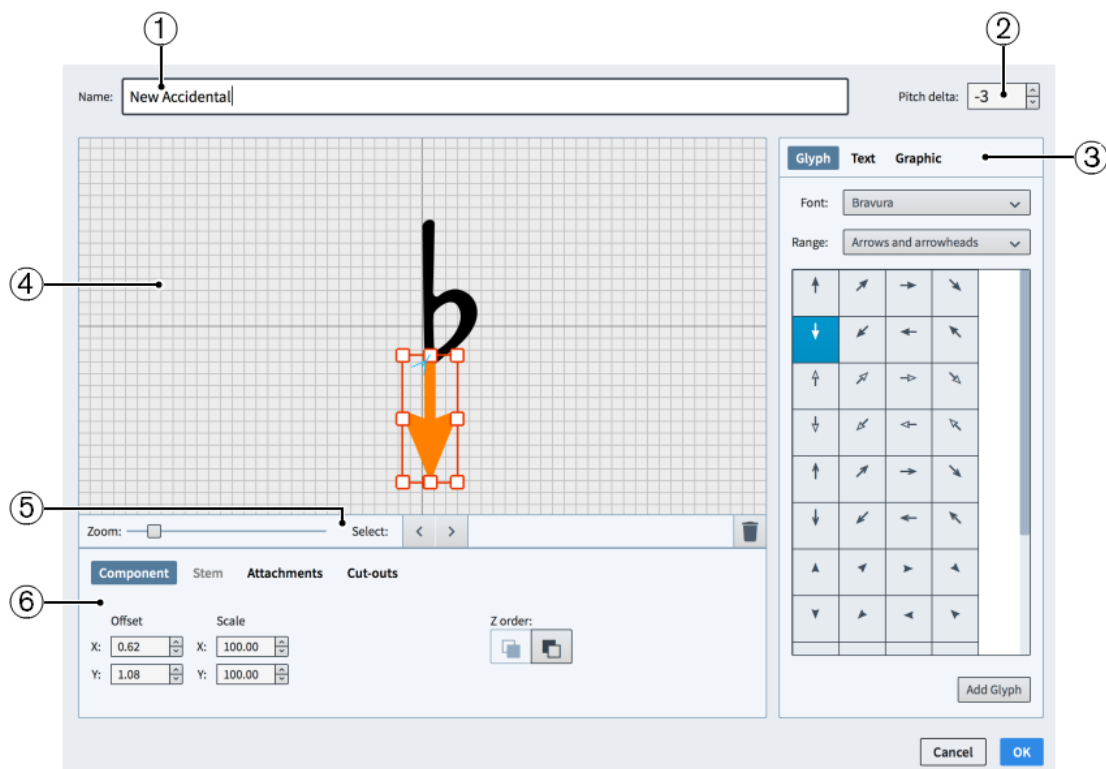 1
2
Name: New Accidental
Pitch delta: -3
3
Glyph Text Graphic
Font: Bravura
Range: Arrows and arrowheads
4
5
Zoom: Select: < >
Component Stem Attachments Cut-outs
6
Offset Scale Z order:
X: 0.62 X: 100.00
Y: 1.08 Y: 100.00
Add Glyph
Cancel OK